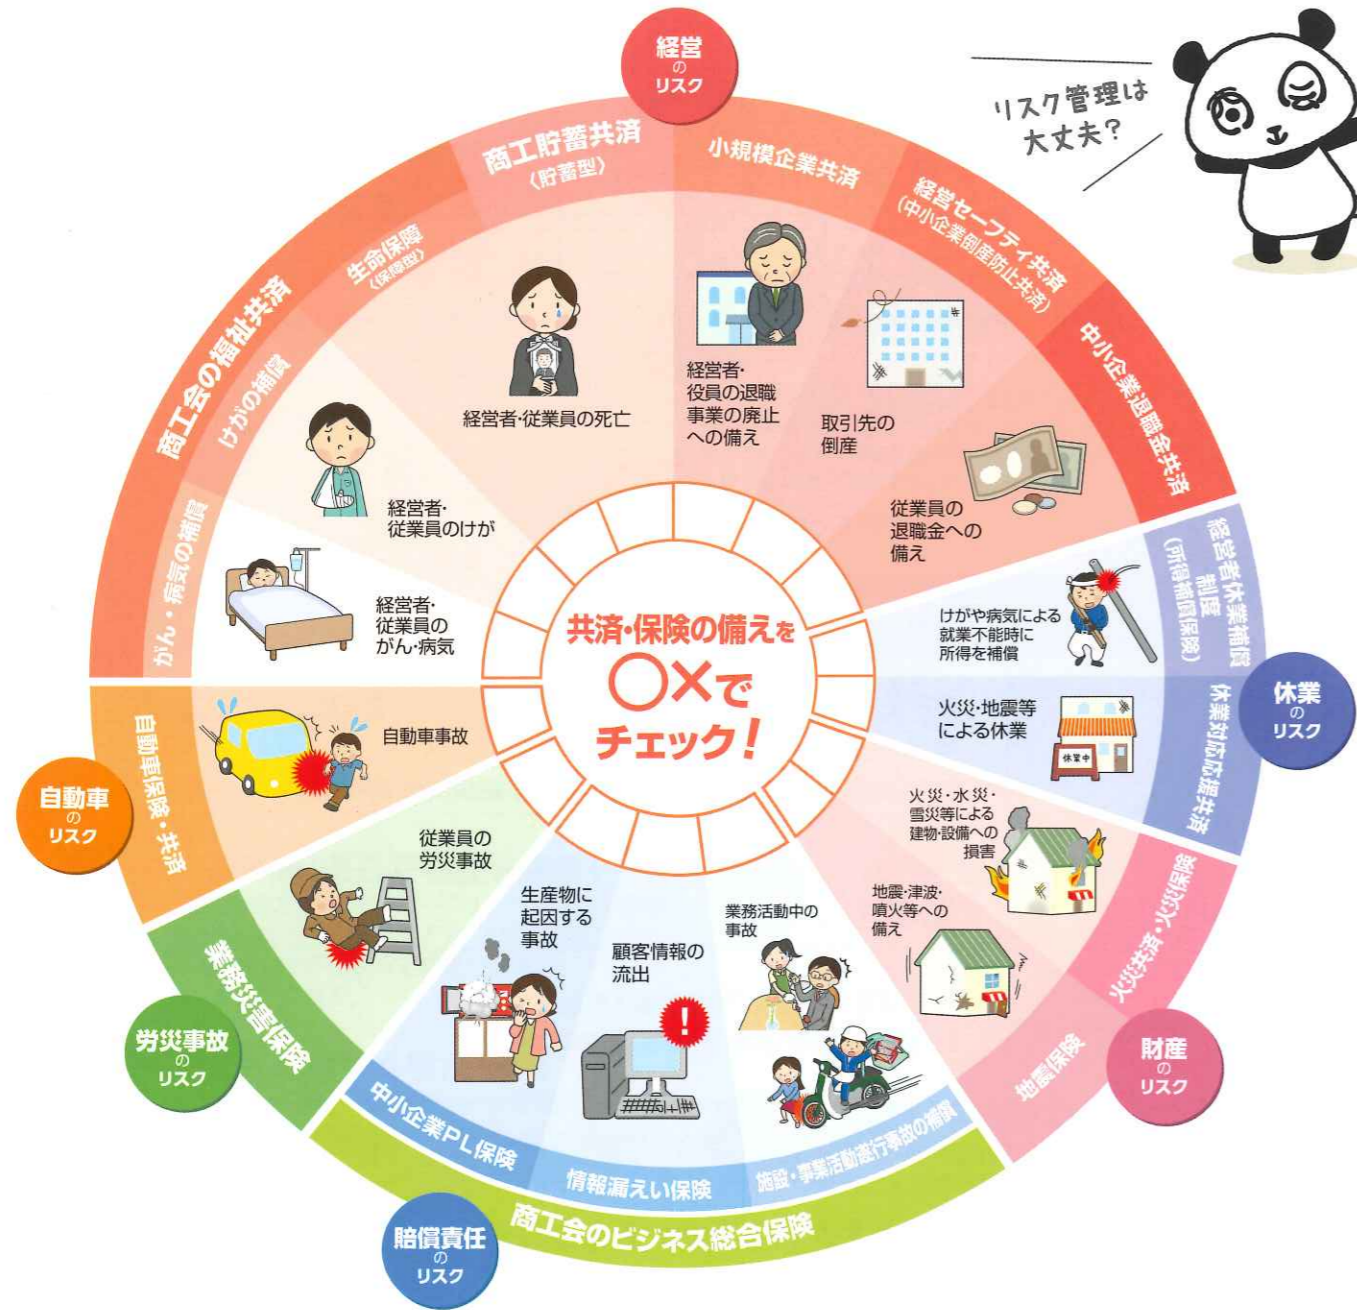 経営
の
リスク
リスク管理は
大丈夫？
商工貯蓄共済
〈貯蓄型〉
小規模企業共済
経営セーフティ共済
(中小企業倒産防止共済)
中小企業退職金共済
商工会の福祉共済
生命保障
〈保障型〉
けがの補償
がん・病気の補償
経営者・従業員の死亡
経営者・
役員の退職
事業の廃止
への備え
取引先の
倒産
従業員の
退職金への
備え
経営者・
従業員のけが
経営者・
従業員の
がん・病気
共済・保険の備えを
○×で
チェック！
経営者休業補償
制度
(所得補償保険)
けがや病気による
就業不能時に
所得を補償
休業
の
リスク
火災・地震等
による休業
休業中
休業対応応援共済
火災・水災・
雪災等による
建物・設備への
損害
火災共済・火災保険
地震・津波・
噴火等への
備え
地震保険
財産
の
リスク
自動車
の
リスク
自動車保険・共済
自動車事故
従業員の
労災事故
業務災害保険
労災事故
の
リスク
生産物に
起因する
事故
顧客情報の
流出
!
業務活動中の
事故
中小企業PL保険
情報漏えい保険
施設・事業活動遂行事故の補償
商工会のビジネス総合保険
賠償責任
の
リスク